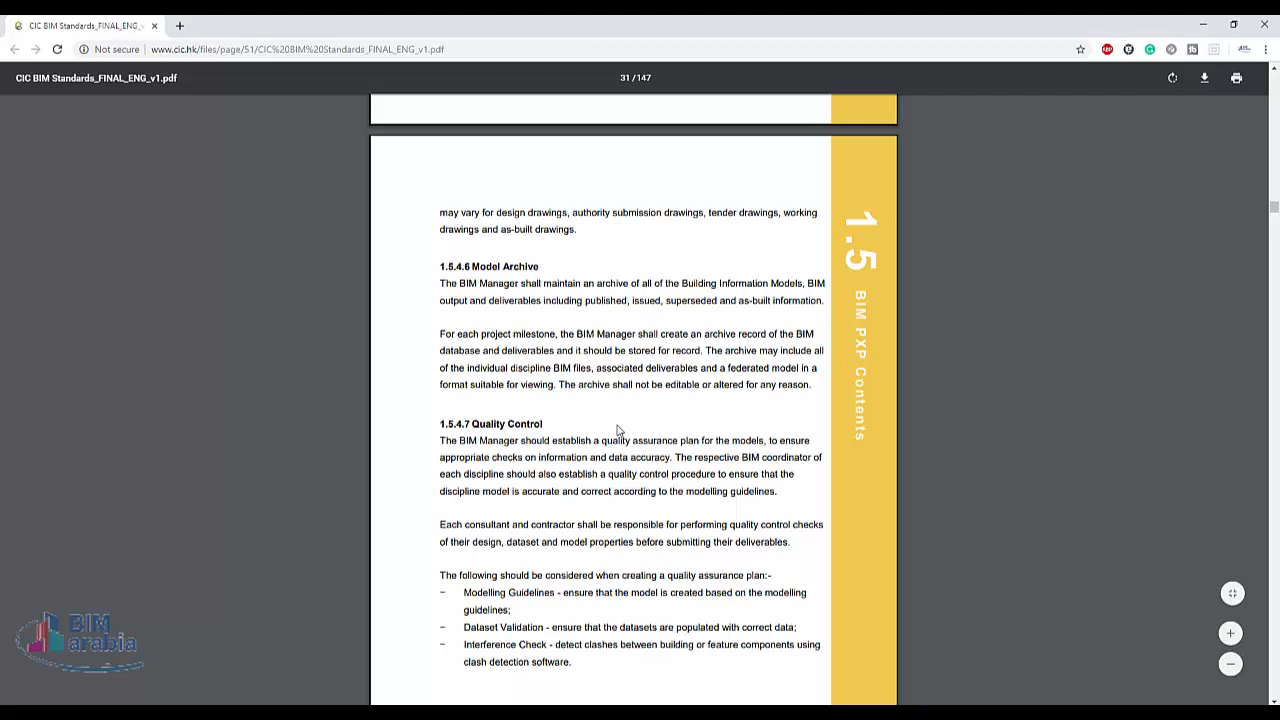 CIC BIM Standards_FINAL_ENG_v
Not secure | www.cic.hk/files/page/51/CIC%20BIM%20Standards_FINAL_ENG_v1.pdf
CIC BIM Standards_FINAL_ENG_v1.pdf
31 / 147
may vary for design drawings, authority submission drawings, tender drawings, working
drawings and as-built drawings.
1.5.4.6 Model Archive
The BIM Manager shall maintain an archive of all of the Building Information Models, BIM
output and deliverables including published, issued, superseded and as-built information.
For each project milestone, the BIM Manager shall create an archive record of the BIM
database and deliverables and it should be stored for record. The archive may include all
of the individual discipline BIM files, associated deliverables and a federated model in a
format suitable for viewing. The archive shall not be editable or altered for any reason.
1.5.4.7 Quality Control
The BIM Manager should establish a quality assurance plan for the models, to ensure
appropriate checks on information and data accuracy. The respective BIM coordinator of
each discipline should also establish a quality control procedure to ensure that the
discipline model is accurate and correct according to the modelling guidelines.
Each consultant and contractor shall be responsible for performing quality control checks
of their design, dataset and model properties before submitting their deliverables.
The following should be considered when creating a quality assurance plan:-
− Modelling Guidelines - ensure that the model is created based on the modelling
guidelines;
− Dataset Validation - ensure that the datasets are populated with correct data;
− Interference Check - detect clashes between building or feature components using
clash detection software.
1.5 BIM PXP Contents
BIM
arabia